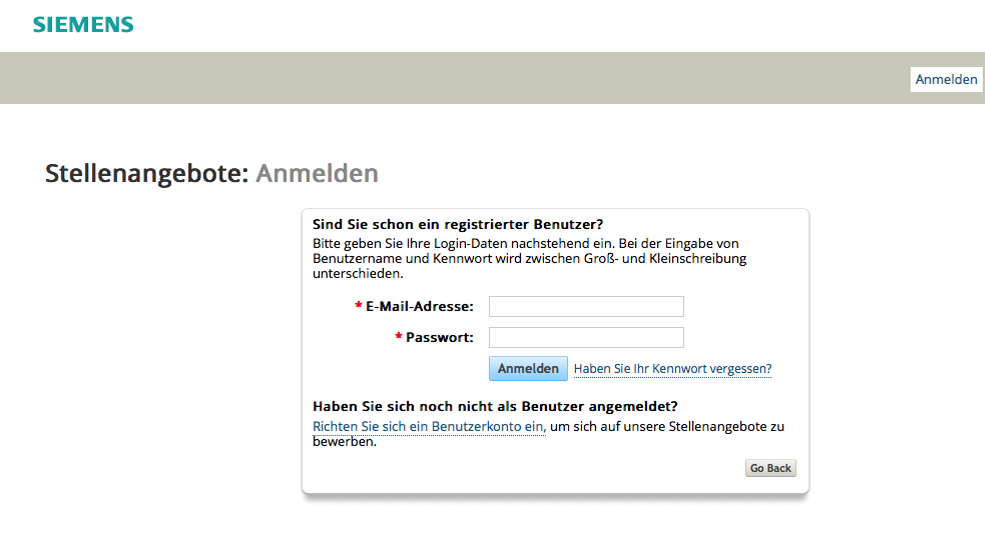 SIEMENS
Anmelden
Stellenangebote: Anmelden
Sind Sie schon ein registrierter Benutzer?
Bitte geben Sie Ihre Login-Daten nachstehend ein. Bei der Eingabe von
Benutzername und Kennwort wird zwischen Groß- und Kleinschreibung
unterschieden.
* E-Mail-Adresse:
* Passwort:
Anmelden Haben Sie Ihr Kennwort vergessen?
Haben Sie sich noch nicht als Benutzer angemeldet?
Richten Sie sich ein Benutzerkonto ein, um sich auf unsere Stellenangebote zu
bewerben.
Go Back